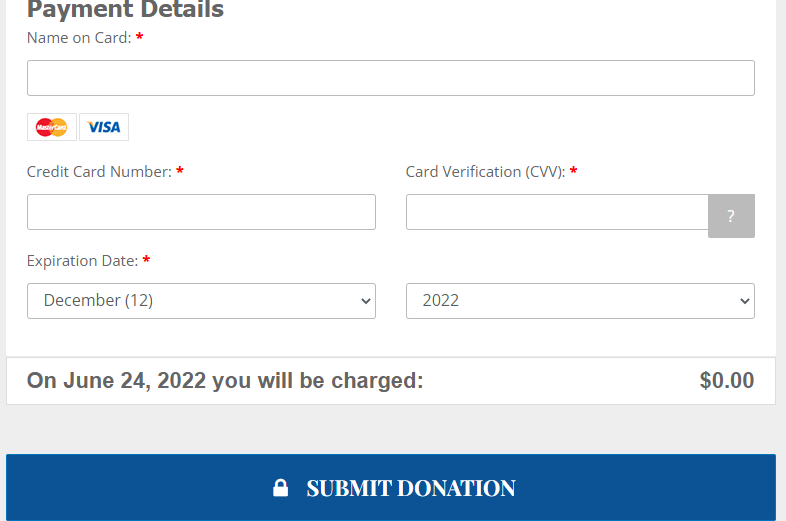 Payment Details
Name on Card: *
MasterCard VISA
Credit Card Number: * Card Verification (CVV): *
?
Expiration Date: *
December (12) 2022
On June 24, 2022 you will be charged: $0.00
SUBMIT DONATION